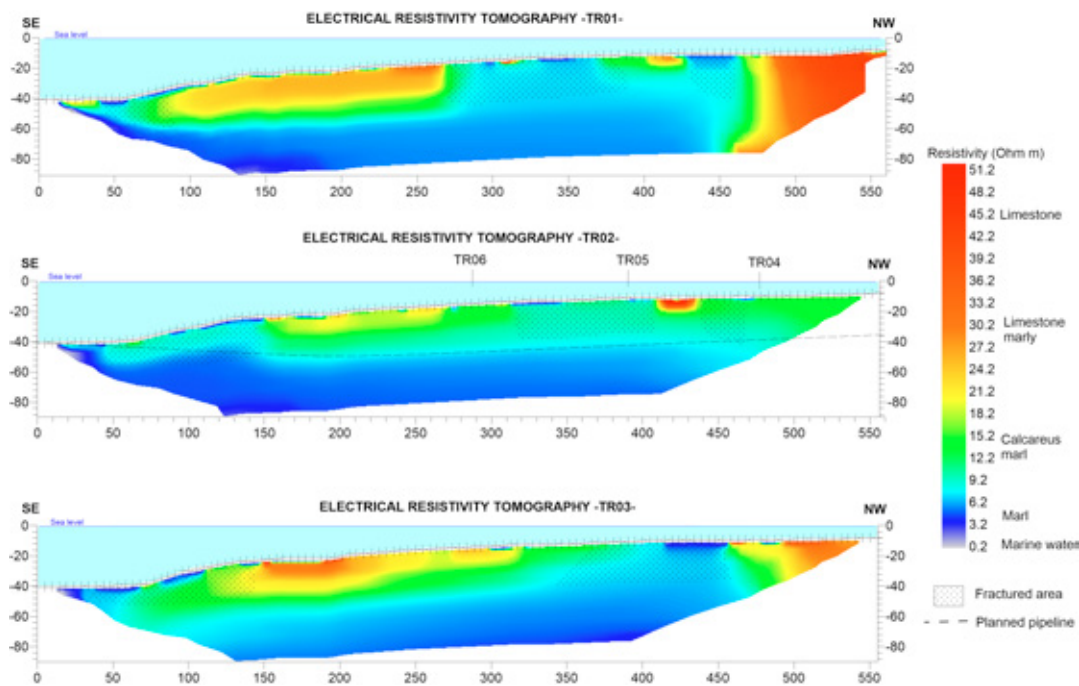 ELECTRICAL RESISTIVITY TOMOGRAPHY -TR01-
SE
NW
Sea level
0
-20
-40
-60
-80
0
-20
-40
-60
-80
0 50 100 150 200 250 300 350 400 450 500 550
ELECTRICAL RESISTIVITY TOMOGRAPHY -TR02-
SE
NW
TR06 TR05 TR04
Sea level
0
-20
-40
-60
-80
0
-20
-40
-60
-80
0 50 100 150 200 250 300 350 400 450 500 550
ELECTRICAL RESISTIVITY TOMOGRAPHY -TR03-
SE
NW
Sea level
0
-20
-40
-60
-80
0
-20
-40
-60
-80
0 50 100 150 200 250 300 350 400 450 500 550
Resistivity (Ohm m)
51.2
48.2
45.2 Limestone
42.2
39.2
36.2
33.2
30.2 Limestone
marly
27.2
24.2
21.2
18.2
15.2 Calcareus
marl
12.2
9.2
6.2
3.2 Marl
0.2 Marine water
Fractured area
Planned pipeline